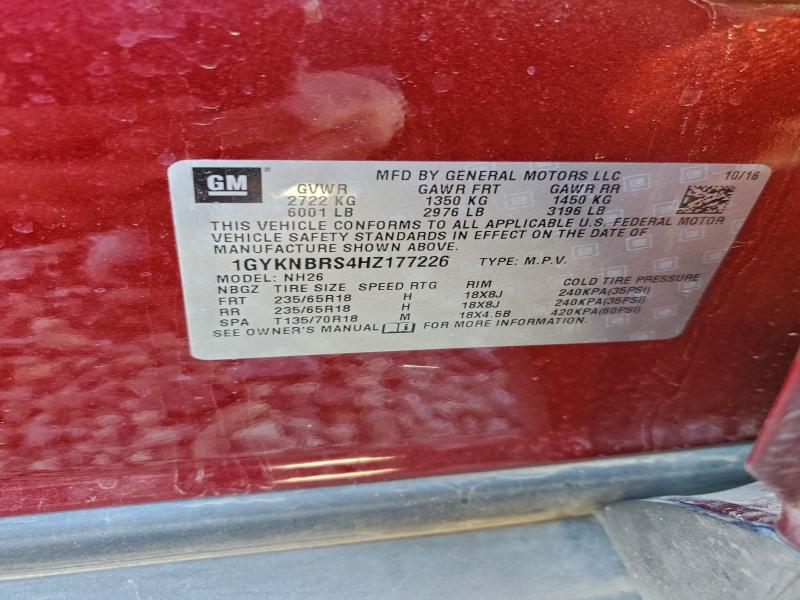 GM MFD BY GENERAL MOTORS LLC 10/16
GVWR GAWR FRT GAWR RR
2722 KG 1350 KG 1450 KG
6001 LB 2976 LB 3196 LB
THIS VEHICLE CONFORMS TO ALL APPLICABLE U.S. FEDERAL MOTOR
VEHICLE SAFETY STANDARDS IN EFFECT ON THE DATE OF
MANUFACTURE SHOWN ABOVE.
1GYKNBRS4HZ177226 TYPE: M.P.V.
MODEL: NH26
NBGZ TIRE SIZE SPEED RTG RIM COLD TIRE PRESSURE
FRT 235/65R18 H 18X8J 240KPA(35PSI)
RR 235/65R18 H 18X8J 240KPA(35PSI)
SPA T135/70R18 M 18X4.5B 420KPA(60PSI)
SEE OWNER'S MANUAL i FOR MORE INFORMATION.